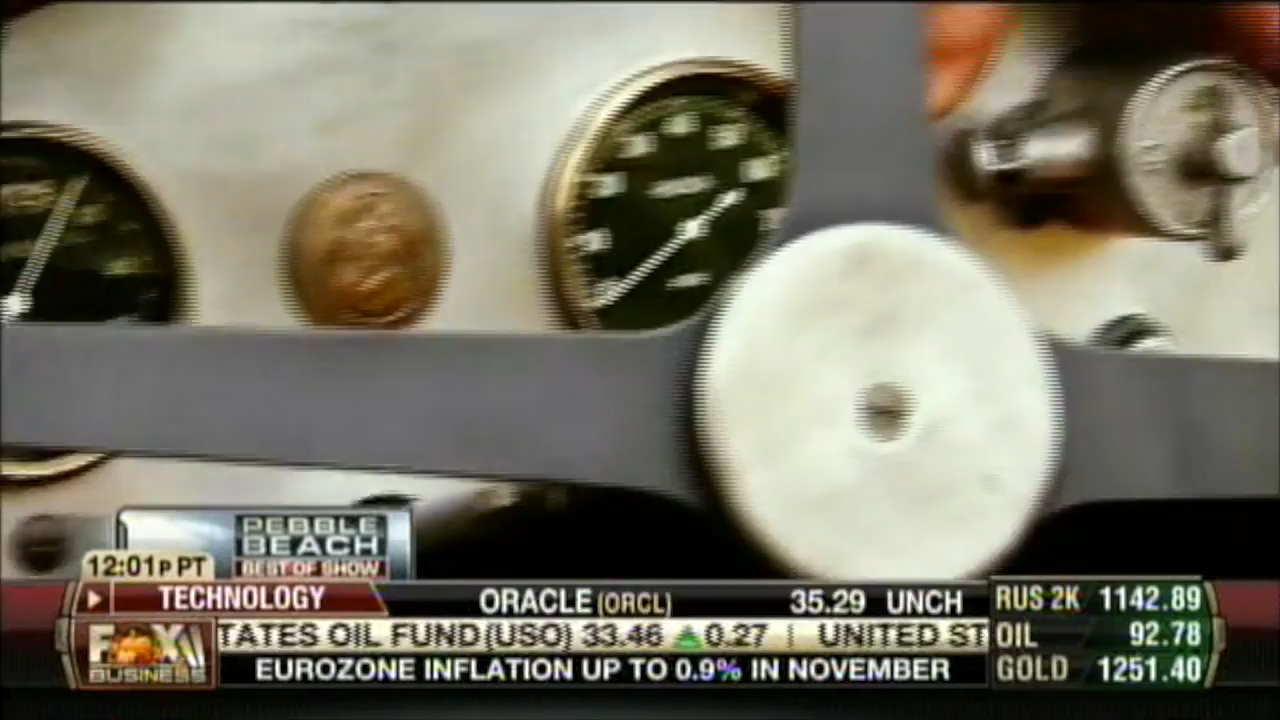 PEBBLE
BEACH
BEST OF SHOW
12:01P PT
TECHNOLOGY
ORACLE (ORCL) 35.29 UNCH
RUS 2K 1142.89
FOX
BUSINESS
TATES OIL FUND (USO) 33.46 ▲0.27 | UNITED ST
OIL 92.78
EUROZONE INFLATION UP TO 0.9% IN NOVEMBER
GOLD 1251.40